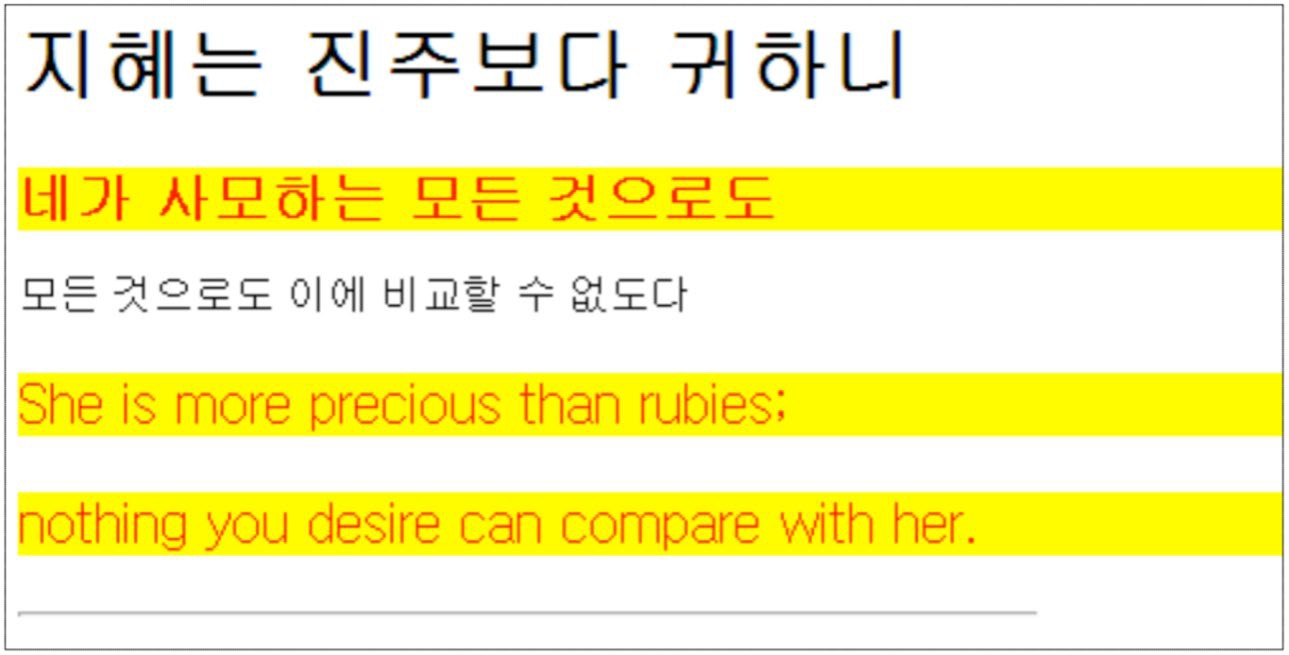 지혜는 진주보다 귀하니
네가 사모하는 모든 것으로도
모든 것으로도 이에 비교할 수 없도다
She is more precious than rubies;
nothing you desire can compare with her.